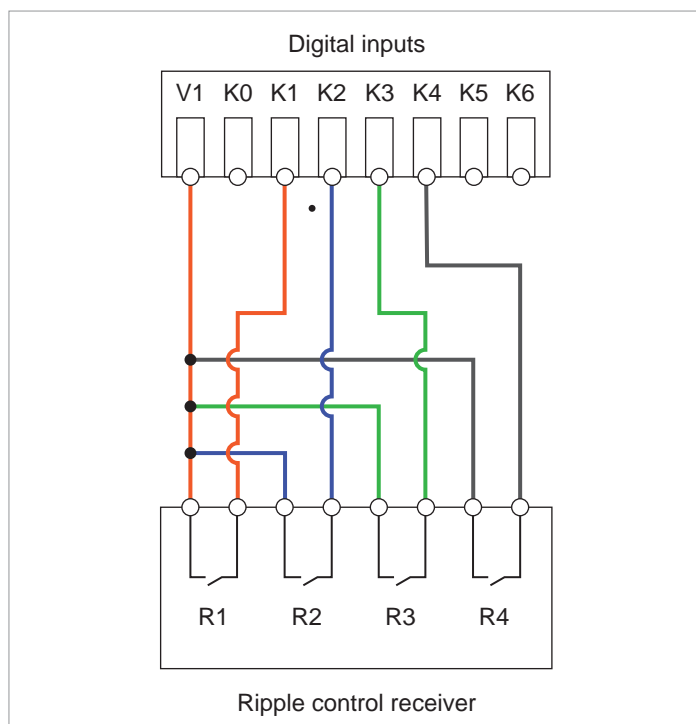 Digital inputs
V1 K0 K1 K2 K3 K4 K5 K6
R1 R2 R3 R4
Ripple control receiver